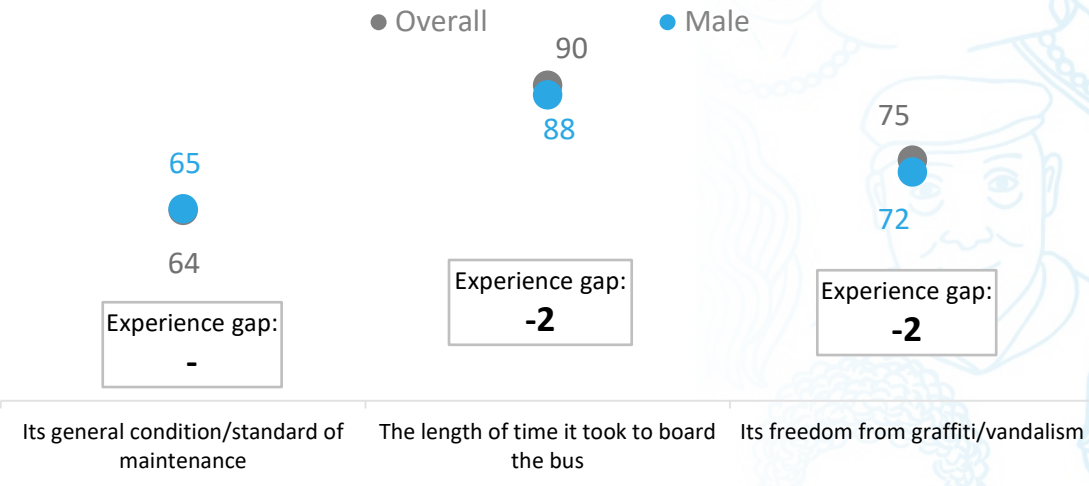 Overall
Male
90
88
75
72
65
64
Experience gap:
-
Experience gap:
-2
Experience gap:
-2
Its general condition/standard of
maintenance
The length of time it took to board
the bus
Its freedom from graffiti/vandalism